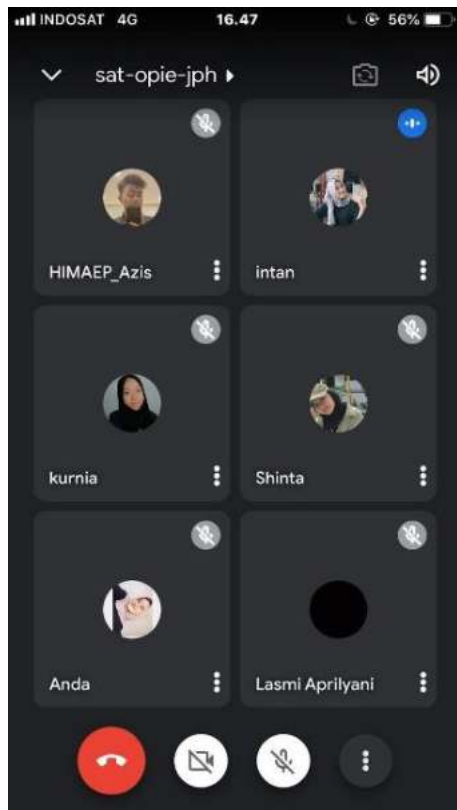 INDOSAT 4G 16.47 56%
sat-opie-jph
HIMAEP_Azis intan
kurnia Shinta
Anda Lasmi Aprilyani